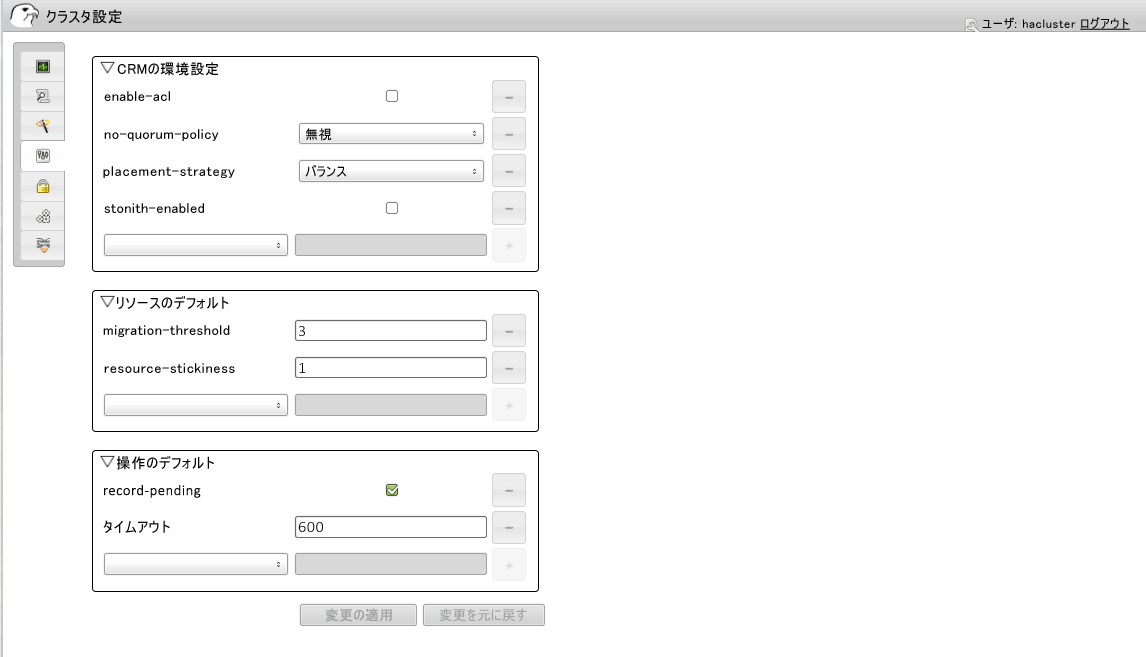 クラスタ設定
ユーザ: hacluster ログアウト
▽CRMの環境設定
enable-acl
no-quorum-policy 無視
placement-strategy バランス
stonith-enabled
▽リソースのデフォルト
migration-threshold 3
resource-stickiness 1
▽操作のデフォルト
record-pending
タイムアウト 600
変更の適用 変更を元に戻す